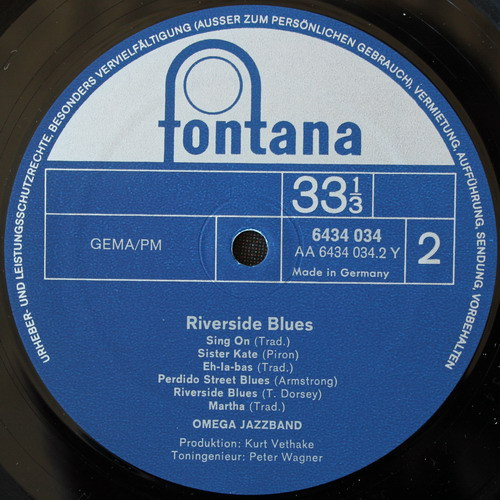 URHEBER- UND LEISTUNGSSCHUTZRECHTE, BESONDERS VERVIELFÄLTIGUNG (AUSSER ZUM PERSÖNLICHEN GEBRAUCH), VERMIETUNG, AUFFÜHRUNG, SENDUNG, VORBEHALTEN
fontana
33 1/3
GEMA/PM
6434 034
AA 6434 034.2 Y
Made in Germany
2
Riverside Blues
Sing On (Trad.)
Sister Kate (Piron)
Eh-la-bas (Trad.)
Perdido Street Blues (Armstrong)
Riverside Blues (T. Dorsey)
Martha (Trad.)
OMEGA JAZZBAND
Produktion: Kurt Vethake
Toningenieur: Peter Wagner